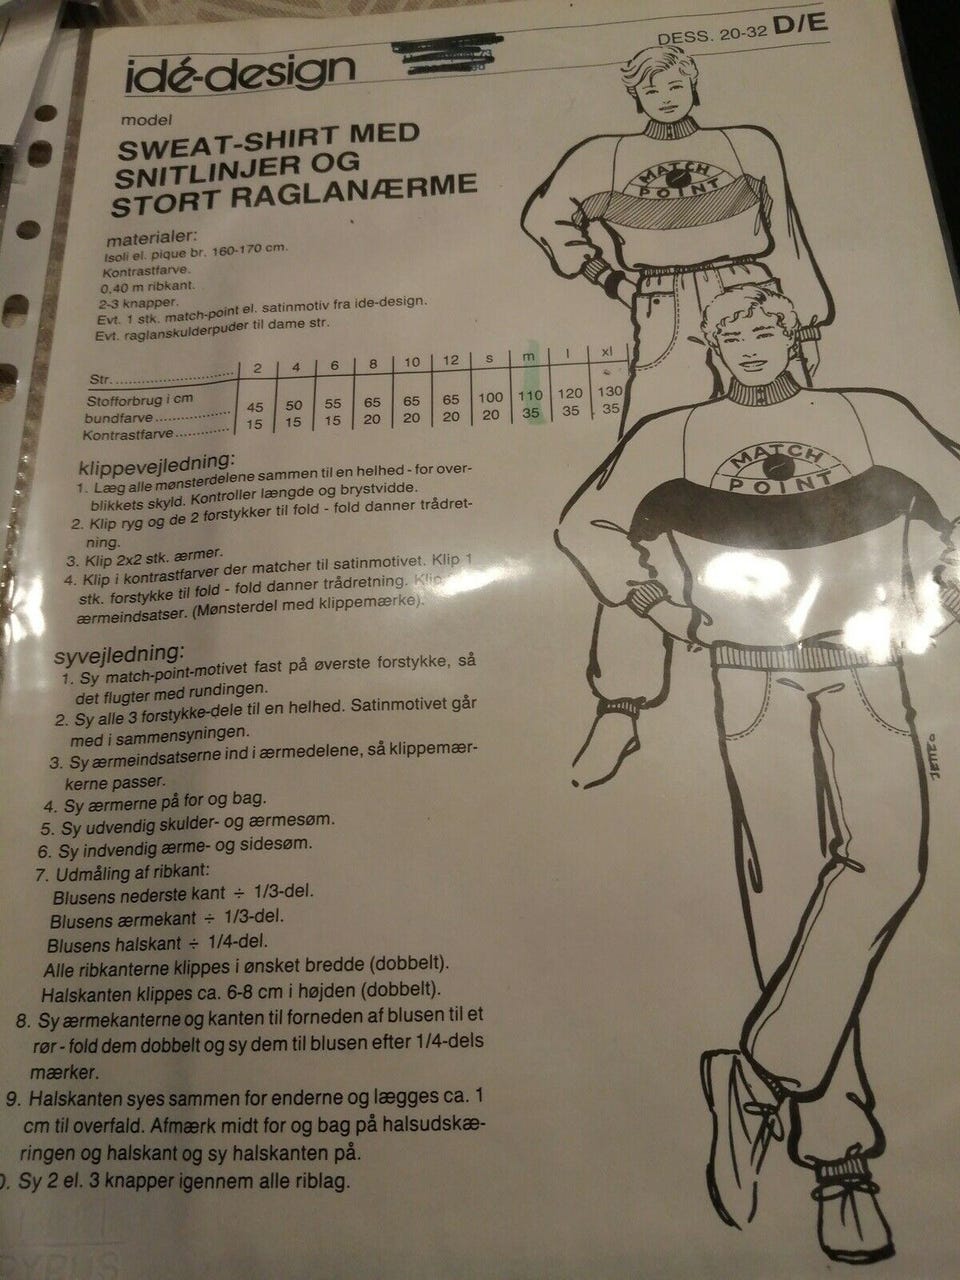 idé-design
DESS. 20-32 D/E
model
SWEAT-SHIRT MED
SNITLINJER OG
STORT RAGLANÆRME
materialer:
Isoli el. pique br. 160-170 cm.
Kontrastfarve.
0,40 m ribkant.
2-3 knapper.
Evt. 1 stk. match-point el. satinmotiv fra ide-design.
Evt. raglanskulderpuder til dame str.
Str. 2 4 6 8 10 12 s m l xl
Stofforbrug i cm
bundfarve 45 50 55 65 65 65 100 110 120 130
Kontrastfarve 15 15 15 20 20 20 20 35 35 35
klippevejledning:
1. Læg alle mønsterdelene sammen til en helhed - for over-
blikkets skyld. Kontroller længde og brystvidde.
2. Klip ryg og de 2 forstykker til fold - fold danner trådret-
ning.
3. Klip 2x2 stk. ærmer.
4. Klip i kontrastfarver der matcher til satinmotivet. Klip 1
stk. forstykke til fold - fold danner trådretning. Klip
ærmeindsatser. (Mønsterdel med klippemærke).
syvejledning:
1. Sy match-point-motivet fast på øverste forstykke, så
det flugter med rundingen.
2. Sy alle 3 forstykke-dele til en helhed. Satinmotivet går
med i sammensyningen.
3. Sy ærmeindsatserne ind i ærmedelene, så klippemær-
kerne passer.
4. Sy ærmerne på for og bag.
5. Sy udvendig skulder- og ærmesøm.
6. Sy indvendig ærme- og sidesøm.
7. Udmåling af ribkant:
Blusens nederste kant ÷ 1/3-del.
Blusens ærmekant ÷ 1/3-del.
Blusens halskant ÷ 1/4-del.
Alle ribkanterne klippes i ønsket bredde (dobbelt).
Halskanten klippes ca. 6-8 cm i højden (dobbelt).
8. Sy ærmekanterne og kanten til forneden af blusen til et
rør - fold dem dobbelt og sy dem til blusen efter 1/4-dels
mærker.
9. Halskanten syes sammen for enderne og lægges ca. 1
cm til overfald. Afmærk midt for og bag på halsudskæ-
ringen og halskant og sy halskanten på.
0. Sy 2 el. 3 knapper igennem alle riblag.
MATCH
POINT
MATCH
POINT